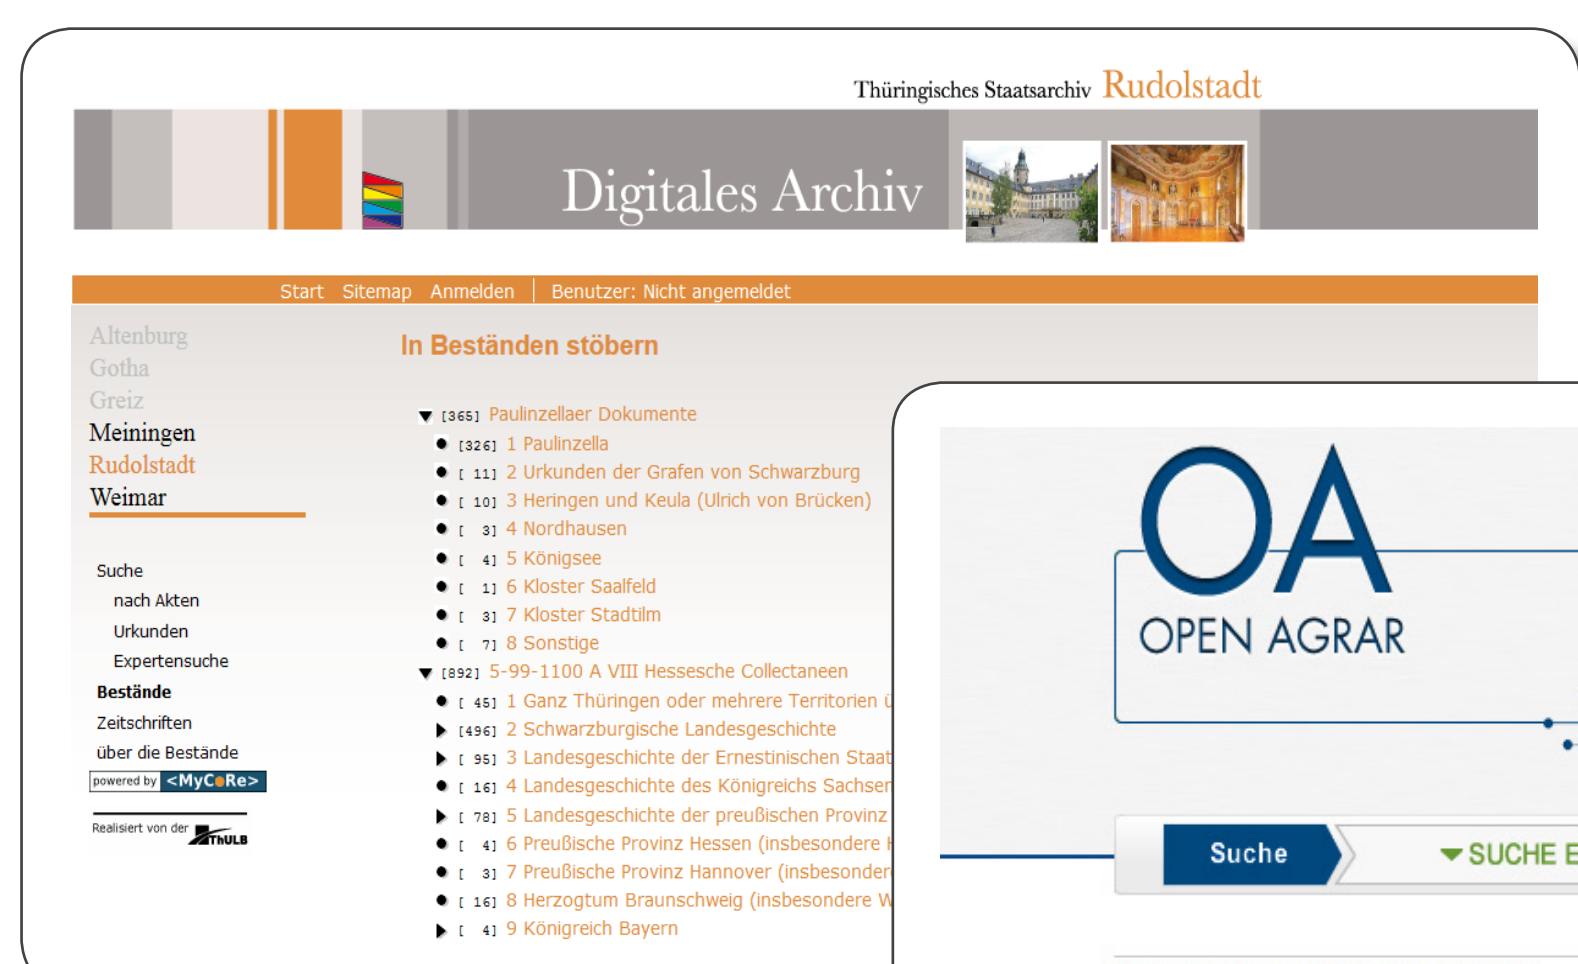 Thüringisches Staatsarchiv Rudolstadt
Digitales Archiv
Start Sitemap Anmelden Benutzer: Nicht angemeldet
Altenburg
Gotha
Greiz
Meiningen
Rudolstadt
Weimar
Suche
nach Akten
Urkunden
Expertensuche
Bestände
Zeitschriften
über die Bestände
powered by <MyCoRe>
Realisiert von der ThULB
In Beständen stöbern
[365] Paulinzellaer Dokumente
[326] 1 Paulinzella
[ 11] 2 Urkunden der Grafen von Schwarzburg
[ 10] 3 Heringen und Keula (Ulrich von Brücken)
[ 3] 4 Nordhausen
[ 4] 5 Königsee
[ 1] 6 Kloster Saalfeld
[ 3] 7 Kloster Stadtilm
[ 7] 8 Sonstige
[892] 5-99-1100 A VIII Hessesche Collectaneen
[ 45] 1 Ganz Thüringen oder mehrere Territorien
[496] 2 Schwarzburgische Landesgeschichte
[ 95] 3 Landesgeschichte der Ernestinischen Staat
[ 16] 4 Landesgeschichte des Königreichs Sachsen
[ 78] 5 Landesgeschichte der preußischen Provinz
[ 4] 6 Preußische Provinz Hessen (insbesondere
[ 3] 7 Preußische Provinz Hannover (insbesonder
[ 16] 8 Herzogtum Braunschweig (insbesondere W
[ 4] 9 Königreich Bayern
OA
OPEN AGRAR
Suche
SUCHE E